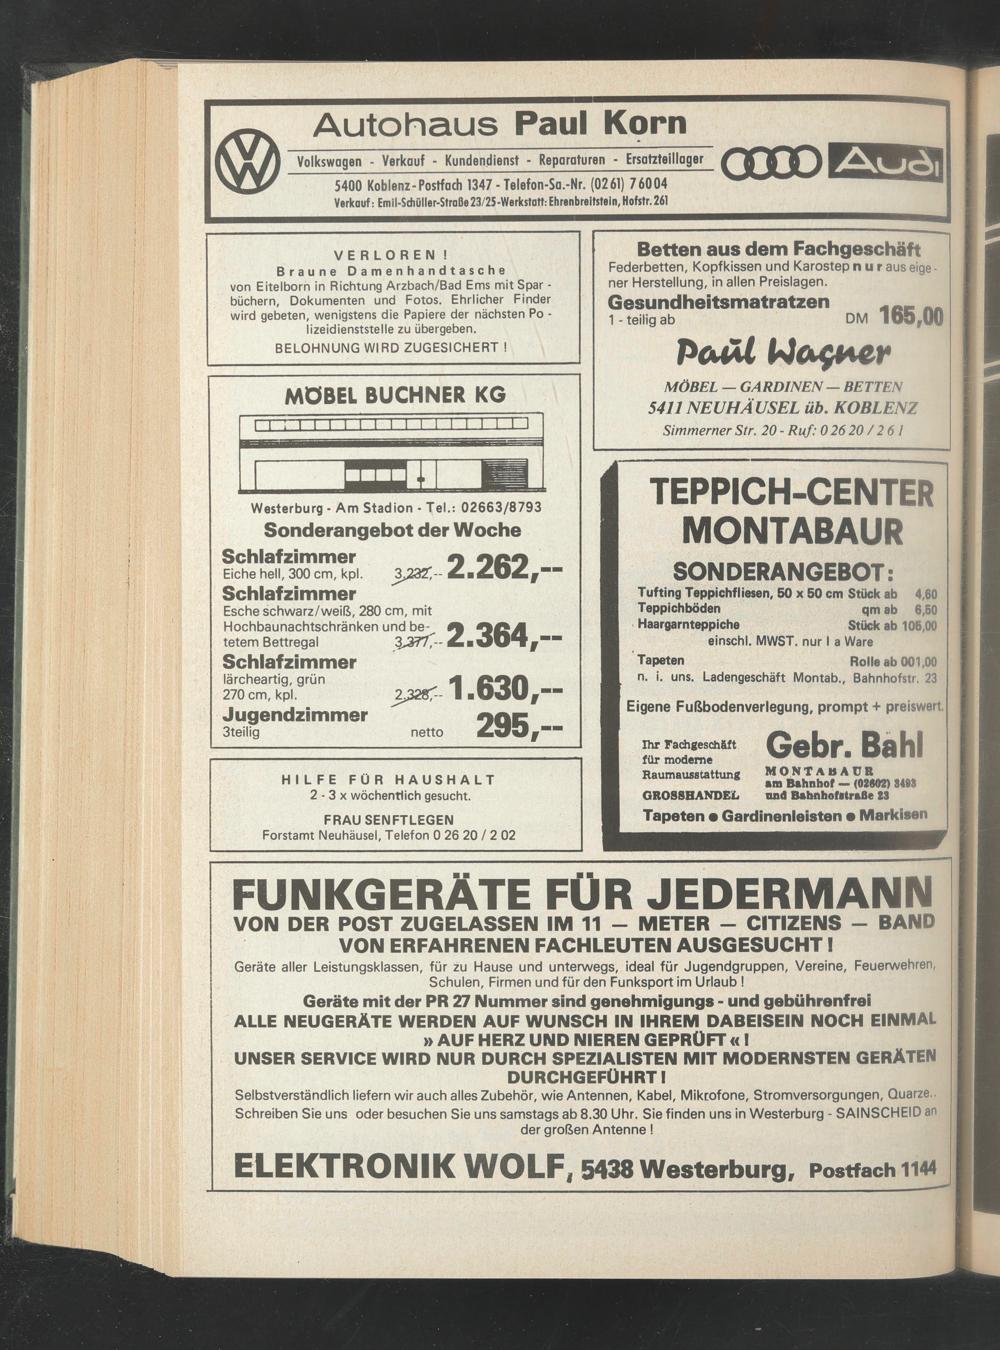 Autohaus Paul Korn
Volkswagen - Verkauf - Kundendienst - Reparaturen - Ersatzteillager
Audi
5400 Koblenz - Postfach 1347 - Telefon-Sa.-Nr. (0261) 76004
Verkauf: Emil-Schüller-Straße 23/25 - Werkstatt: Ehrenbreitstein, Hofstr. 261
VERLOREN !
Braune Damenhandtasche
von Eitelborn in Richtung Arzbach/Bad Ems mit Spar -
büchern, Dokumenten und Fotos. Ehrlicher Finder
wird gebeten, wenigstens die Papiere der nächsten Po -
lizeidienststelle zu übergeben.
BELOHNUNG WIRD ZUGESICHERT !
MÖBEL BUCHNER KG
Westerburg - Am Stadion - Tel.: 02663/8793
Sonderangebot der Woche
Schlafzimmer
Eiche hell, 300 cm, kpl. 3.232,-- 2.262,--
Schlafzimmer
Esche schwarz/weiß, 280 cm, mit
Hochbaunachtschränken und be-
tetem Bettregal 3.377,-- 2.364,--
Schlafzimmer
lärcheartig, grün
270 cm, kpl. 2.328,-- 1.630,--
Jugendzimmer
3teilig netto 295,--
HILFE FÜR HAUSHALT
2 - 3 x wöchentlich gesucht.
FRAU SENFTLEGEN
Forstamt Neuhäusel, Telefon 0 26 20 / 2 02
Betten aus dem Fachgeschäft
Federbetten, Kopfkissen und Karostep nur aus eige -
ner Herstellung, in allen Preislagen.
Gesundheitsmatratzen
1 - teilig ab DM 165,00
Paul Wagner
MÖBEL — GARDINEN — BETTEN
5411 NEUHÄUSEL üb. KOBLENZ
Simmerner Str. 20 - Ruf: 0 26 20 / 2 6 1
TEPPICH-CENTER
MONTABAUR
SONDERANGEBOT:
Tufting Teppichfliesen, 50 x 50 cm Stück ab 4,60
Teppichböden qm ab 6,50
Haargarnteppiche Stück ab 105,00
einschl. MWST. nur I a Ware
Tapeten Rolle ab 001,00
n. i. uns. Ladengeschäft Montab., Bahnhofstr. 23
Eigene Fußbodenverlegung, prompt + preiswert.
Ihr Fachgeschäft
für moderne
Raumausstattung
GROSSHANDEL
Gebr. Bahl
MONTABAUR
am Bahnhof — (02602) 3493
und Bahnhofstraße 23
Tapeten ● Gardinenleisten ● Markisen
FUNKGERÄTE FÜR JEDERMANN
VON DER POST ZUGELASSEN IM 11 — METER — CITIZENS — BAND
VON ERFAHRENEN FACHLEUTEN AUSGESUCHT !
Geräte aller Leistungsklassen, für zu Hause und unterwegs, ideal für Jugendgruppen, Vereine, Feuerwehren,
Schulen, Firmen und für den Funksport im Urlaub !
Geräte mit der PR 27 Nummer sind genehmigungs - und gebührenfrei
ALLE NEUGERÄTE WERDEN AUF WUNSCH IN IHREM DABEISEIN NOCH EINMAL
» AUF HERZ UND NIEREN GEPRÜFT « !
UNSER SERVICE WIRD NUR DURCH SPEZIALISTEN MIT MODERNSTEN GERÄTEN
DURCHGEFÜHRT !
Selbstverständlich liefern wir auch alles Zubehör, wie Antennen, Kabel, Mikrofone, Stromversorgungen, Quarze..
Schreiben Sie uns oder besuchen Sie uns samstags ab 8.30 Uhr. Sie finden uns in Westerburg - SAINSCHEID an
der großen Antenne !
ELEKTRONIK WOLF, 5438 Westerburg, Postfach 1144